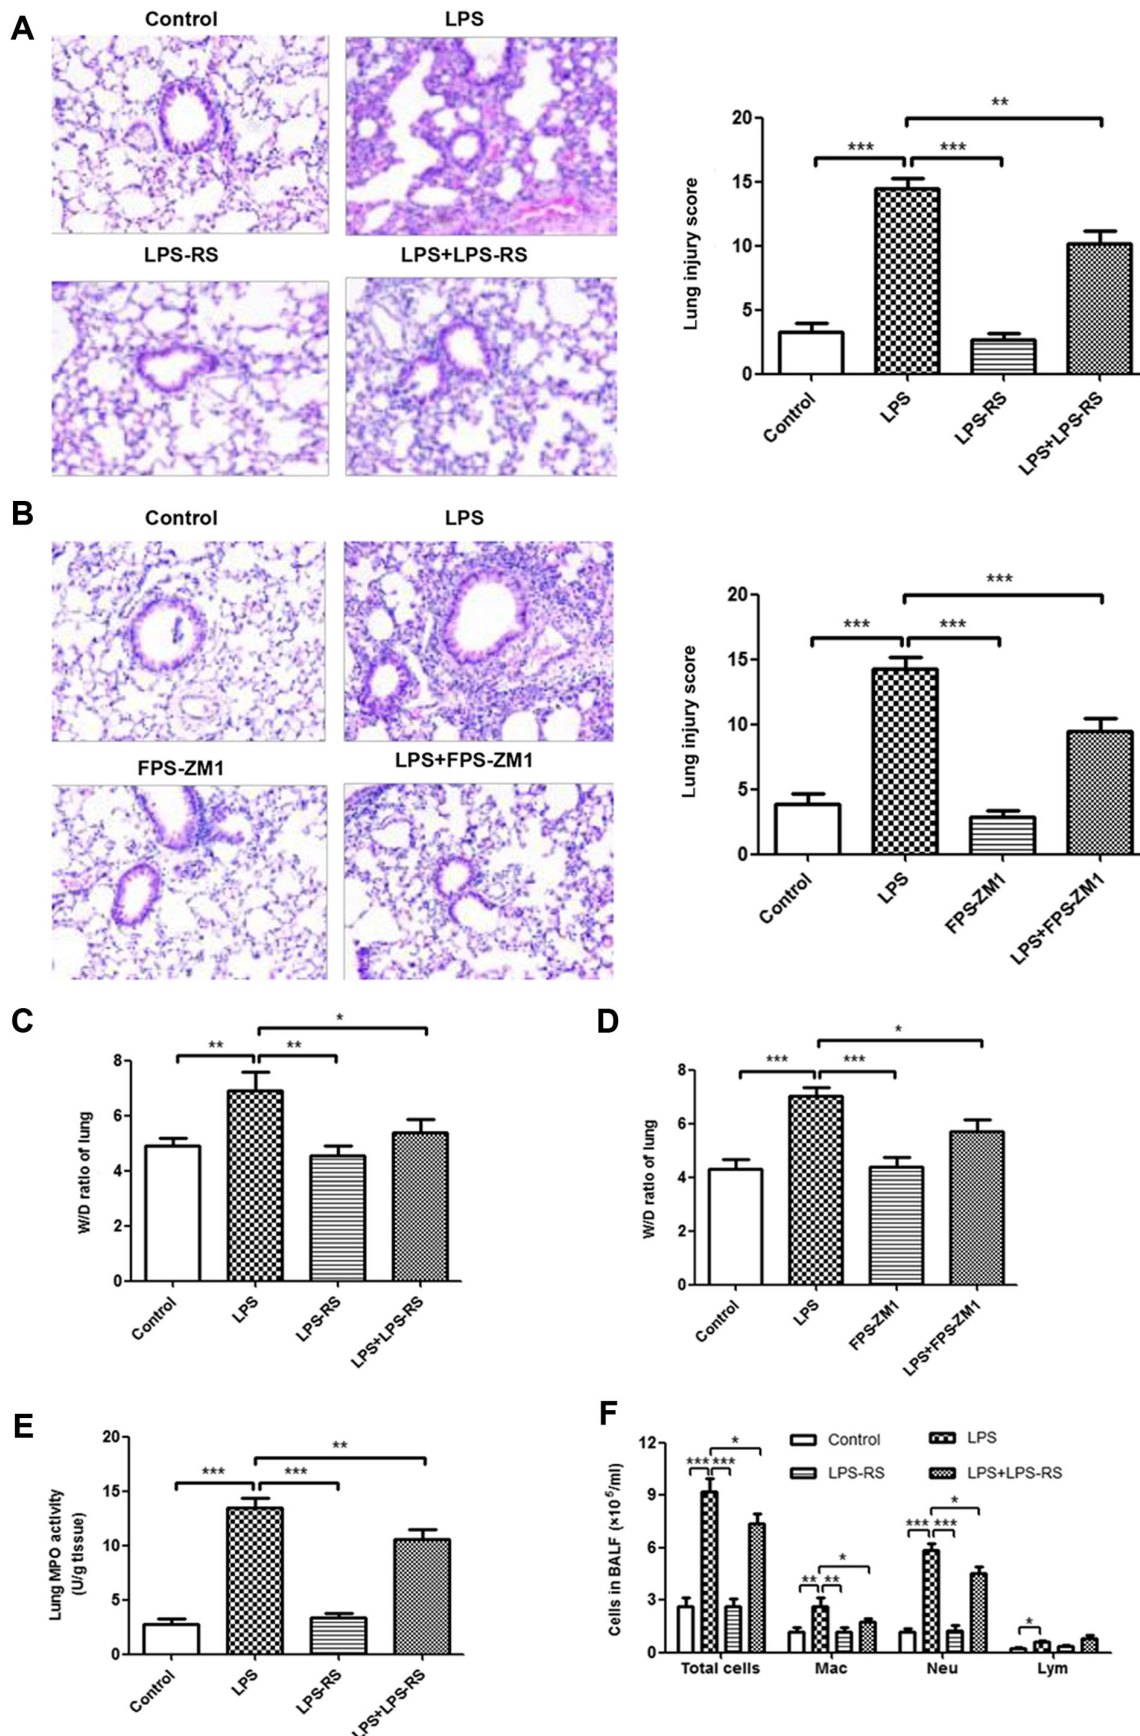 A
Control
LPS
LPS-RS
LPS+LPS-RS
Lung injury score
20
15
10
5
0
***
***
**
Control
LPS
LPS-RS
LPS+LPS-RS
B
Control
LPS
FPS-ZM1
LPS+FPS-ZM1
Lung injury score
20
15
10
5
0
***
***
***
Control
LPS
FPS-ZM1
LPS+FPS-ZM1
C
W/D ratio of lung
8
6
4
2
0
**
**
*
Control
LPS
LPS-RS
LPS+LPS-RS
D
W/D ratio of lung
8
6
4
2
0
***
***
*
Control
LPS
FPS-ZM1
LPS+FPS-ZM1
E
Lung MPO activity
(U/g tissue)
20
15
10
5
0
***
***
**
Control
LPS
LPS-RS
LPS+LPS-RS
F
Cells in BALF (×10⁵/ml)
12
9
6
3
0
Control
LPS
LPS-RS
LPS+LPS-RS
*** ***
*
** **
*
*** ***
*
*
Total cells
Mac
Neu
Lym